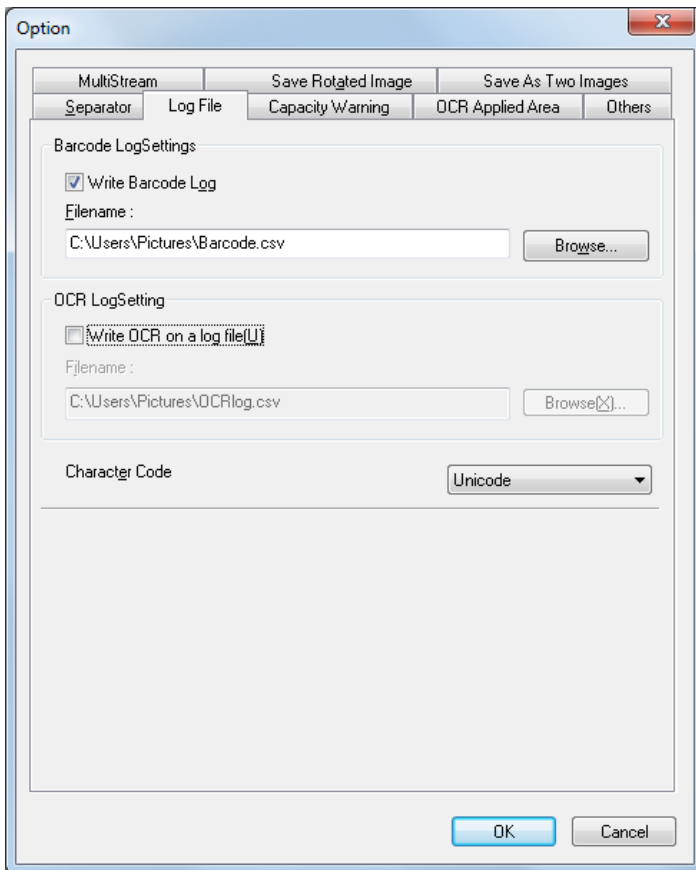 Option
MultiStream Save Rotated Image Save As Two Images
Separator Log File Capacity Warning OCR Applied Area Others
Barcode LogSettings
Write Barcode Log
Filename :
C:\Users\Pictures\Barcode.csv Browse...
OCR LogSetting
Write OCR on a log file(U)
Filename :
C:\Users\Pictures\OCRlog.csv Browse(X)...
Character Code Unicode
OK Cancel